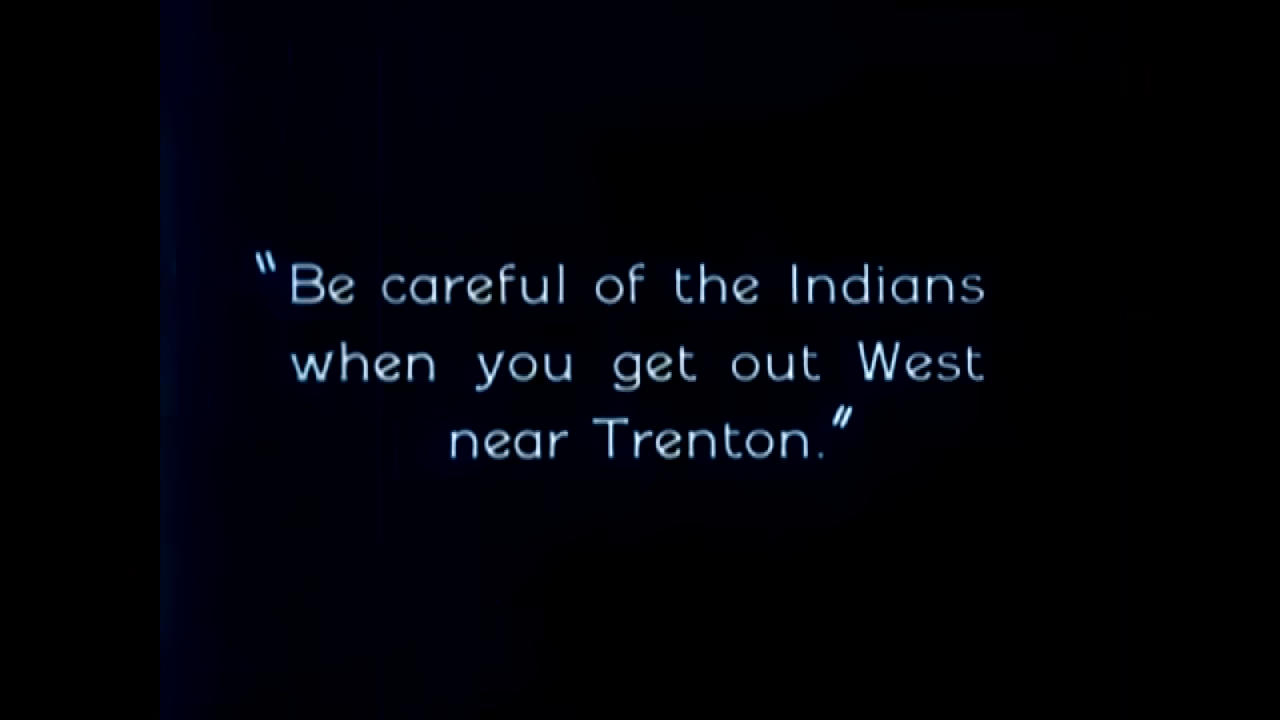 "Be careful of the Indians
when you get out West
near Trenton."